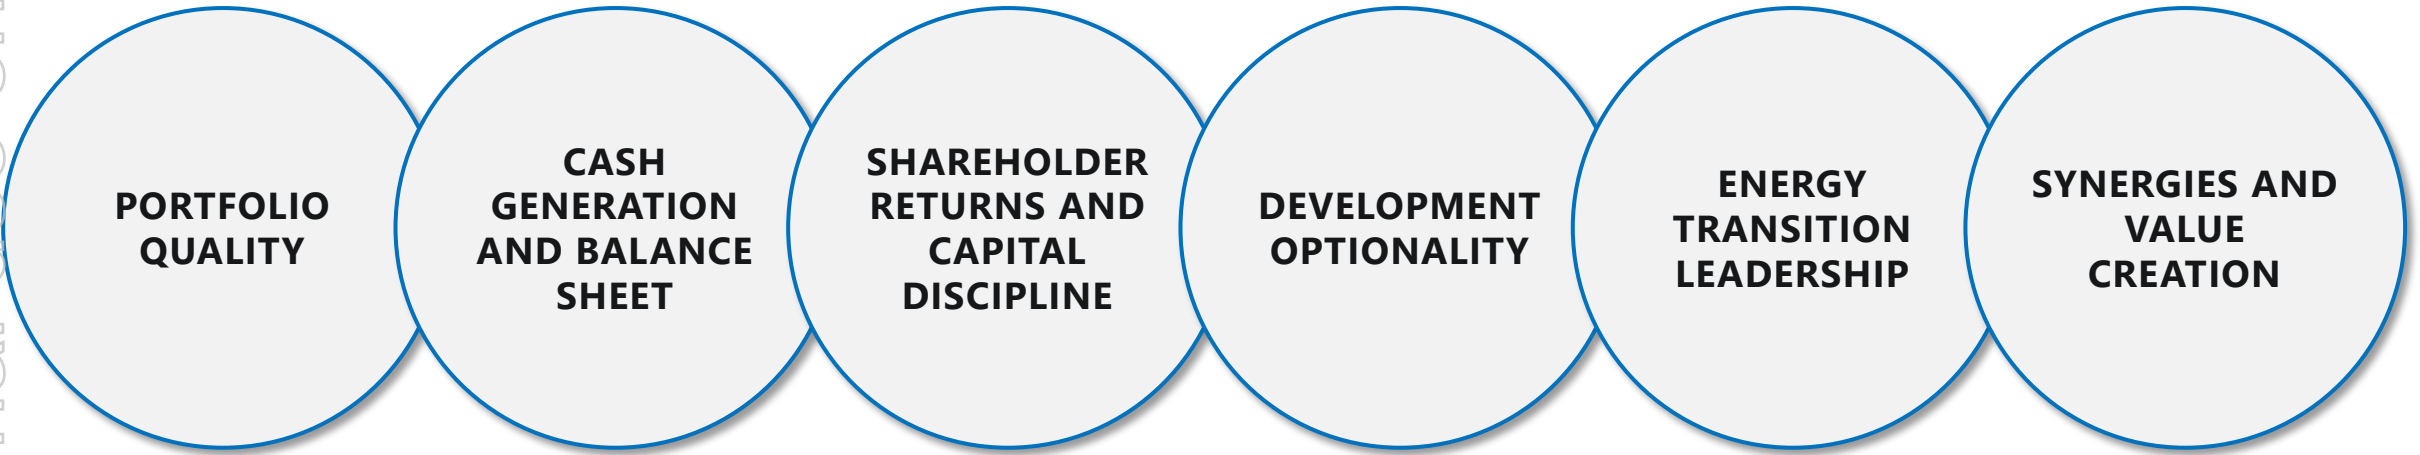 PORTFOLIO
QUALITY
CASH
GENERATION
AND BALANCE
SHEET
SHAREHOLDER
RETURNS AND
CAPITAL
DISCIPLINE
DEVELOPMENT
OPTIONALITY
ENERGY
TRANSITION
LEADERSHIP
SYNERGIES AND
VALUE
CREATION